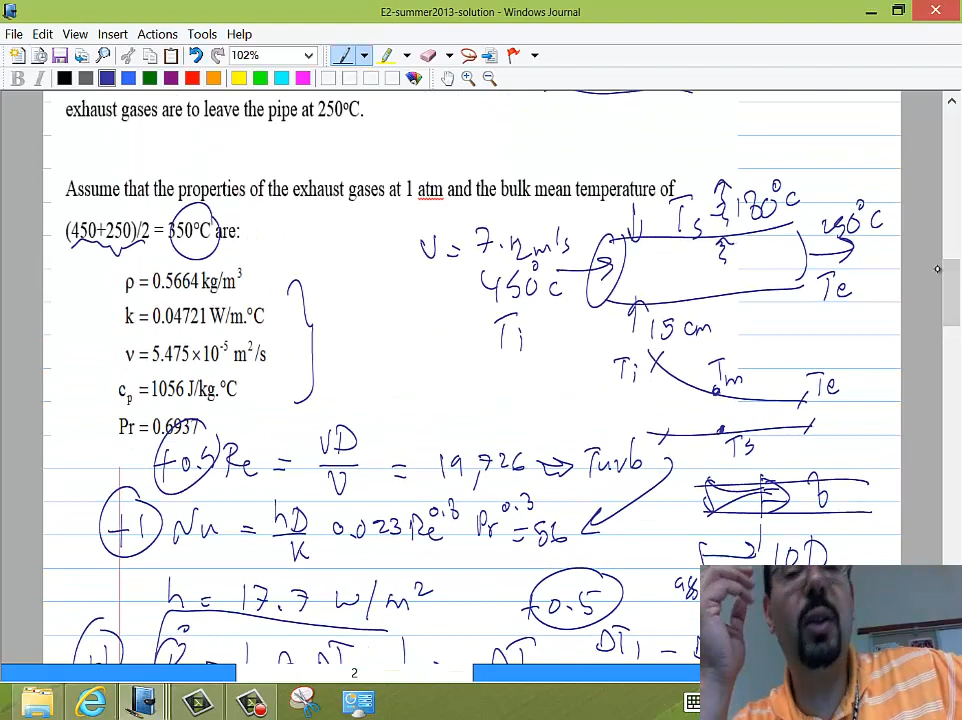 E2-summer2013-solution - Windows Journal
File Edit View Insert Actions Tools Help
102%
B I
exhaust gases are to leave the pipe at 250°C.
Assume that the properties of the exhaust gases at 1 atm and the bulk mean temperature of
(450+250)/2 = 350°C are:
ρ = 0.5664 kg/m³
k = 0.04721 W/m.°C
ν = 5.475×10⁻⁵ m²/s
cₚ = 1056 J/kg.°C
Pr = 0.6937
Ts 180°C
250°C
V = 7.12 m/s
450°C
Te
Ti
15 cm
Ti Tm Te
Ts
+0.5 Re = VD/ν = 19,726 ⇒ Turb
+1 Nu = hD/K 0.023 Re^0.8 Pr^0.3 = 56
10D
h = 17.7 W/m² +0.5
ΔT
2